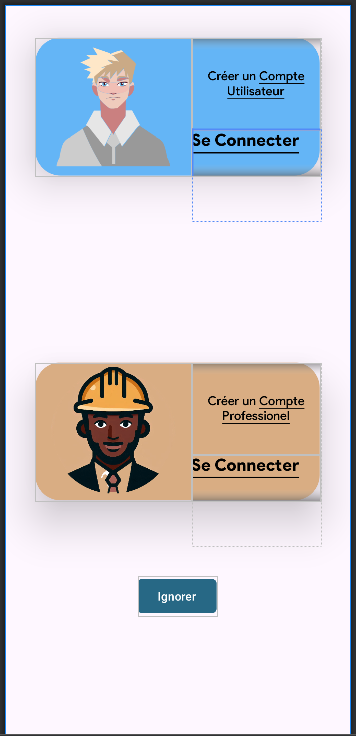 Créer un Compte
Utilisateur
Se Connecter
Créer un Compte
Professionel
Se Connecter
Ignorer